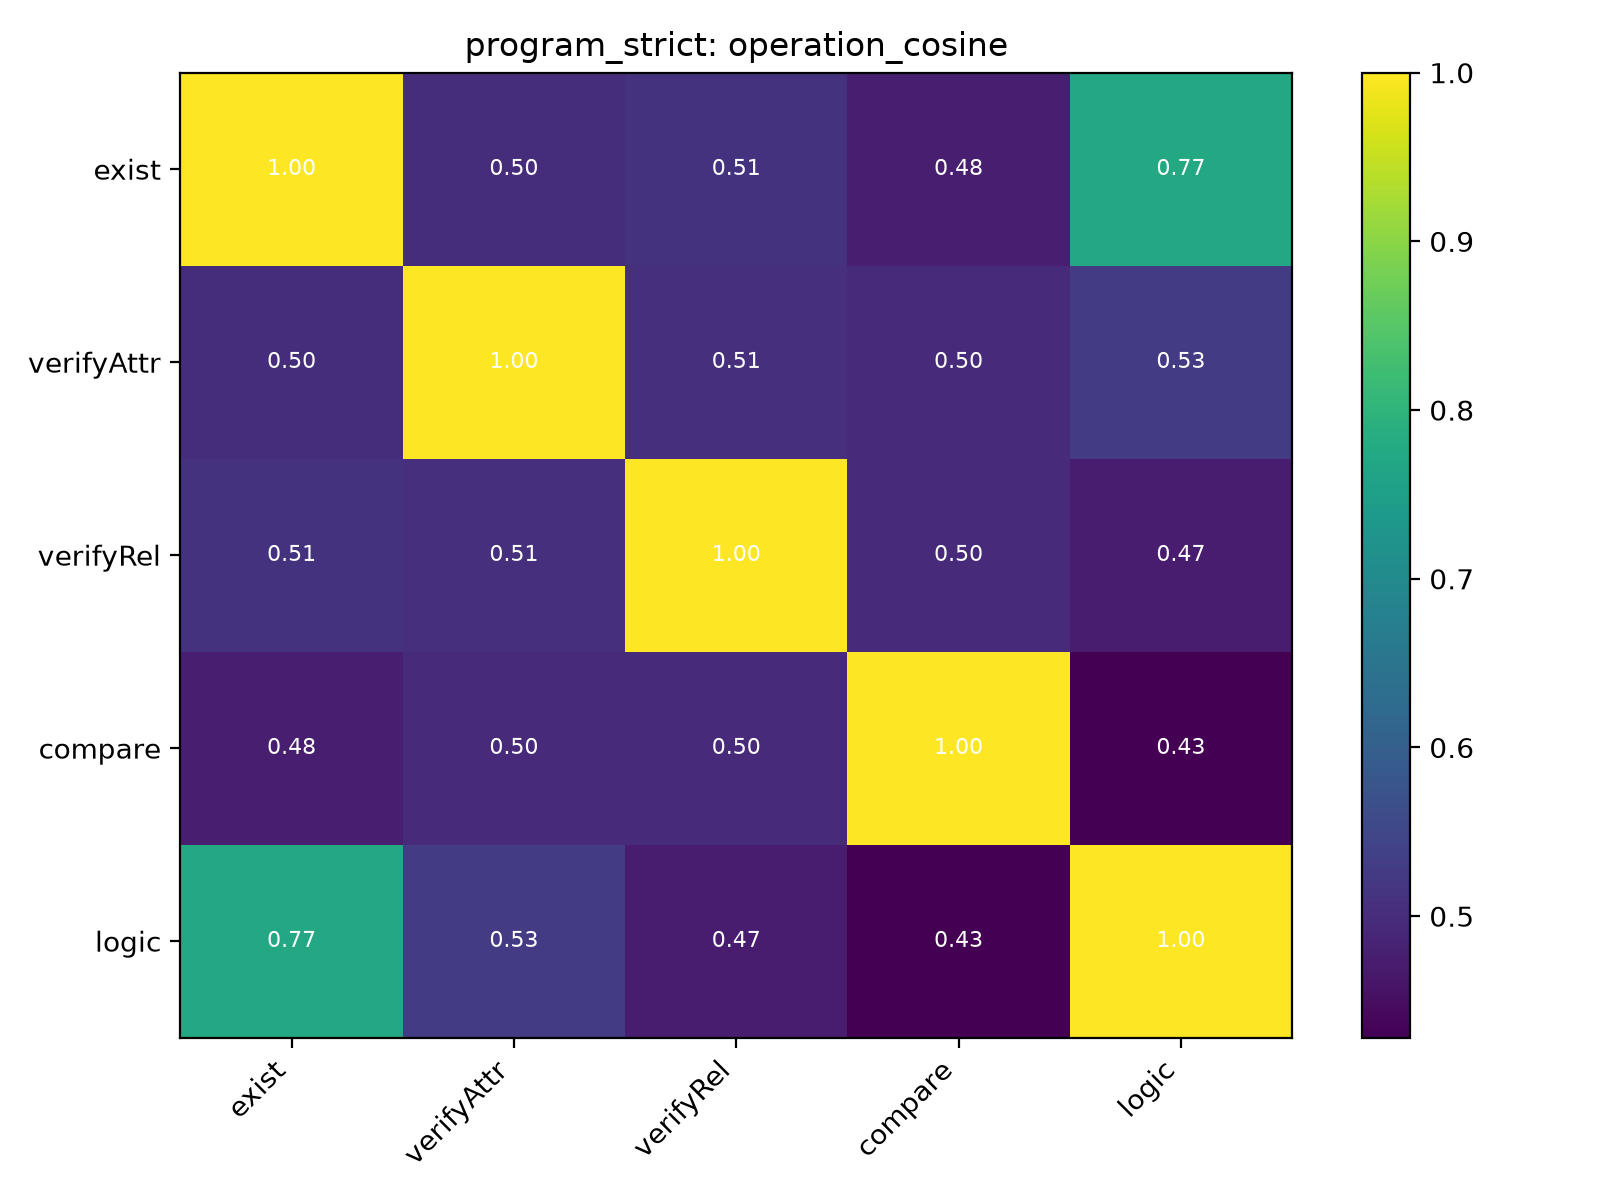 program_strict: operation_cosine
exist 1.00 0.50 0.51 0.48 0.77
verifyAttr 0.50 1.00 0.51 0.50 0.53
verifyRel 0.51 0.51 1.00 0.50 0.47
compare 0.48 0.50 0.50 1.00 0.43
logic 0.77 0.53 0.47 0.43 1.00
exist verifyAttr verifyRel compare logic
1.0
0.9
0.8
0.7
0.6
0.5